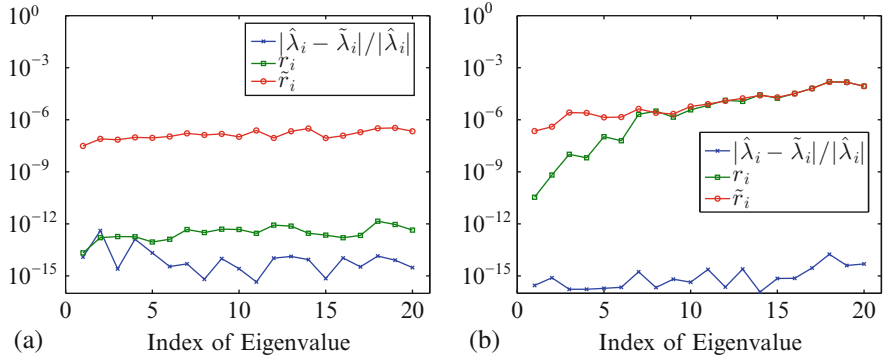 10^0
10^{-3}
10^{-6}
10^{-9}
10^{-12}
10^{-15}
|λ̂_i − λ̃_i|/|λ̂_i|
r_i
r̃_i
0 5 10 15 20
(a) Index of Eigenvalue
10^0
10^{-3}
10^{-6}
10^{-9}
10^{-12}
10^{-15}
|λ̂_i − λ̃_i|/|λ̂_i|
r_i
r̃_i
0 5 10 15 20
(b) Index of Eigenvalue